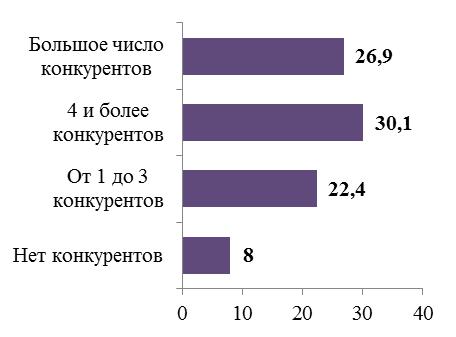 Большое число
конкурентов
26,9
4 и более
конкурентов
30,1
От 1 до 3
конкурентов
22,4
Нет конкурентов
8
0 10 20 30 40